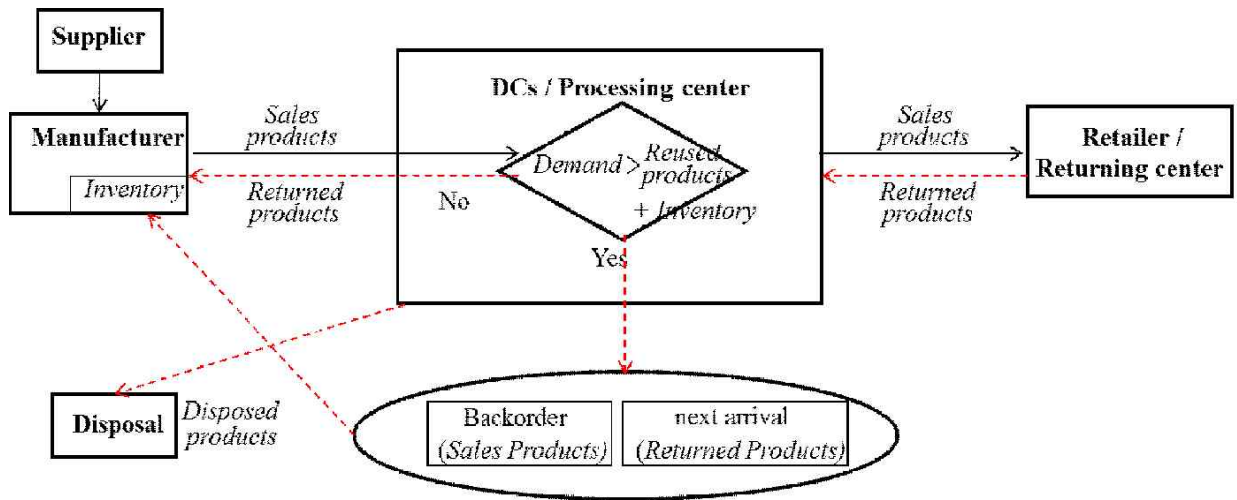 Supplier
Manufacturer
Inventory
Sales
products
Returned
products
DCs / Processing center
Demand >
Reused
products
+ Inventory
No
Yes
Sales
products
Returned
products
Retailer /
Returning center
Disposal
Disposed
products
Backorder
(Sales Products)
next arrival
(Returned Products)